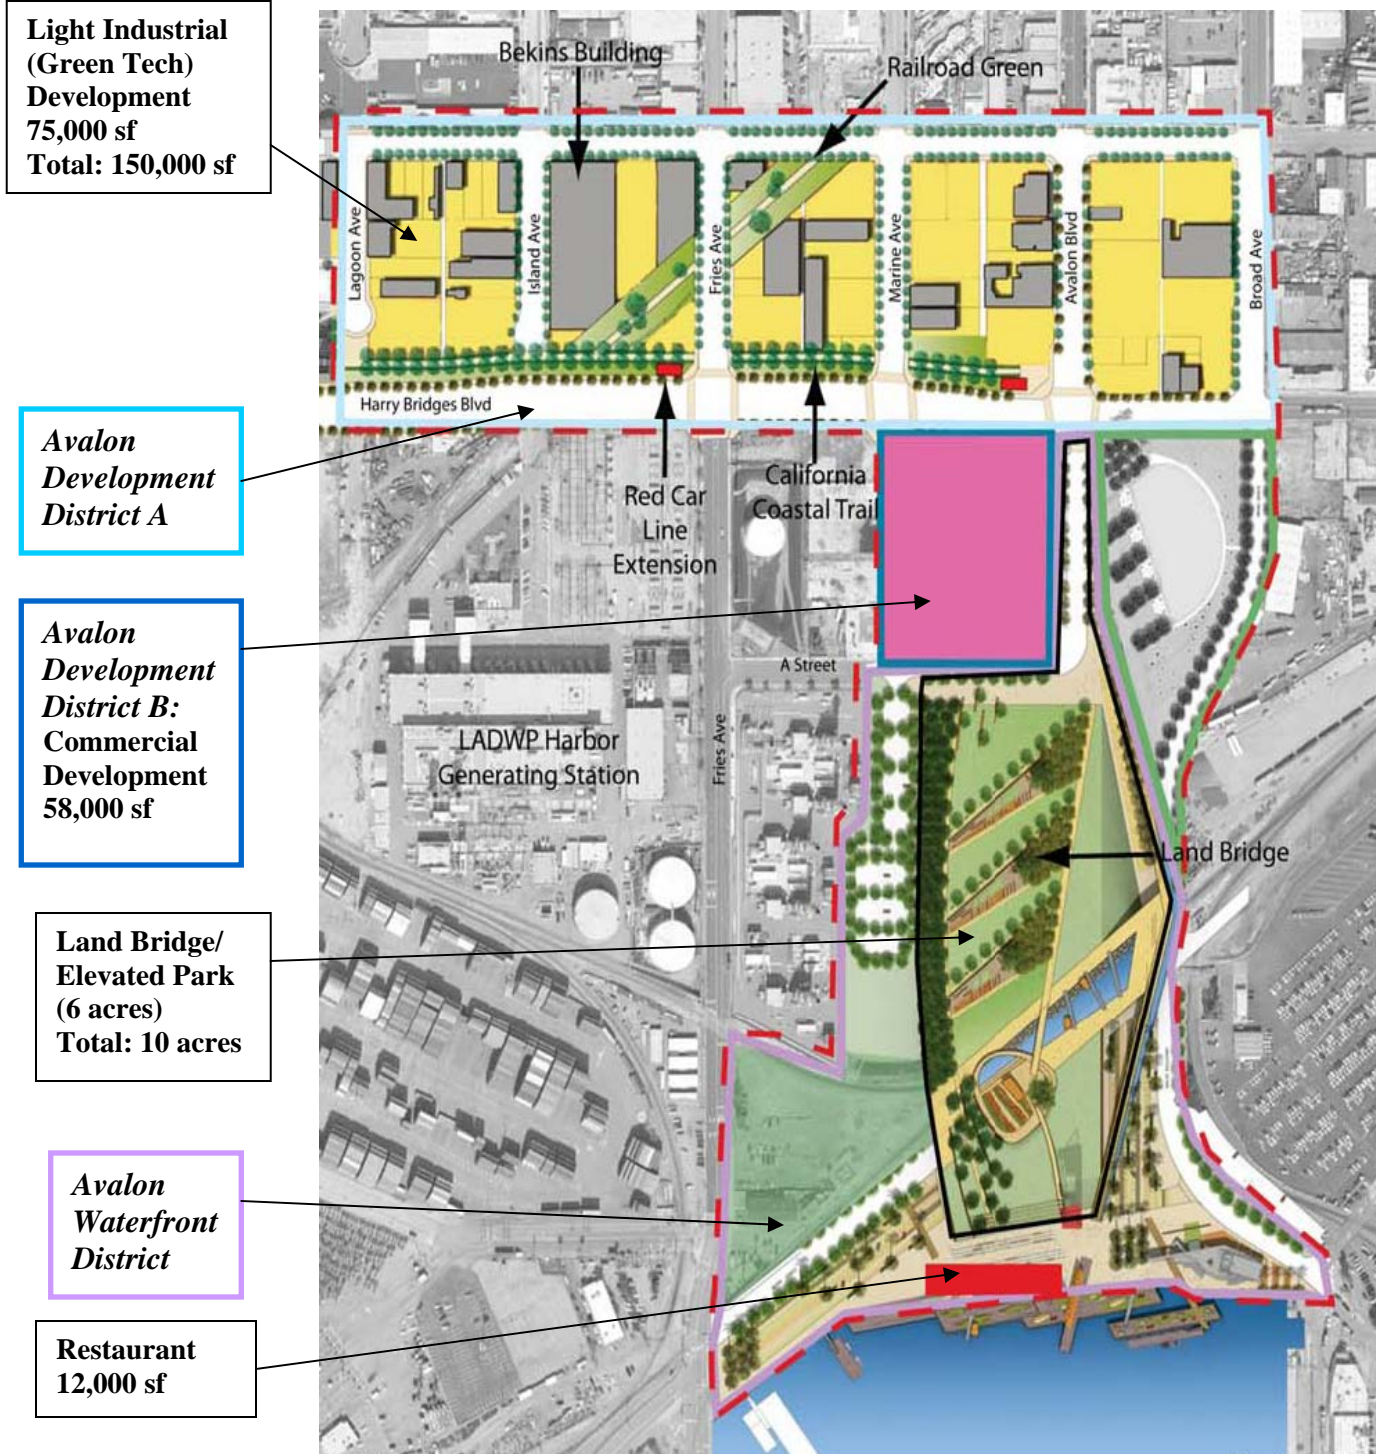 Light Industrial
(Green Tech)
Development
75,000 sf
Total: 150,000 sf
Bekins Building
Railroad Green
Lagoon Ave
Island Ave
Fries Ave
Marine Ave
Avalon Blvd
Broad Ave
Harry Bridges Blvd
Avalon
Development
District A
Red Car
Line
Extension
California
Coastal Trail
Avalon
Development
District B:
Commercial
Development
58,000 sf
A Street
Fries Ave
LADWP Harbor
Generating Station
Land Bridge
Land Bridge/
Elevated Park
(6 acres)
Total: 10 acres
Avalon
Waterfront
District
Restaurant
12,000 sf